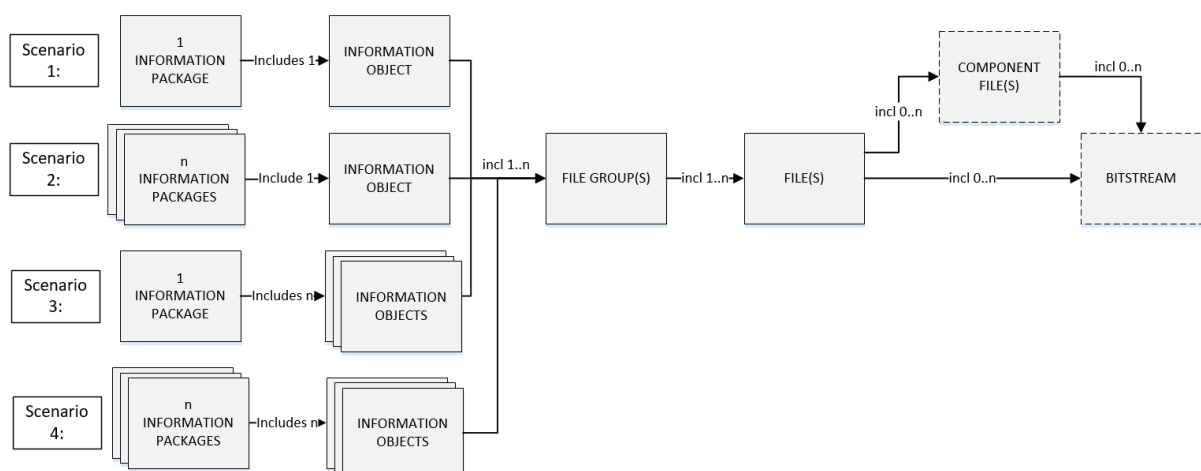 Scenario
1:
1
INFORMATION
PACKAGE
Includes 1
INFORMATION
OBJECT
Scenario
2:
n
INFORMATION
PACKAGES
Include 1
INFORMATION
OBJECT
Scenario
3:
1
INFORMATION
PACKAGE
Includes n
INFORMATION
OBJECTS
Scenario
4:
n
INFORMATION
PACKAGES
Includes n
INFORMATION
OBJECTS
incl 1..n
FILE GROUP(S)
incl 1..n
FILE(S)
incl 0..n
COMPONENT
FILE(S)
incl 0..n
incl 0..n
BITSTREAM